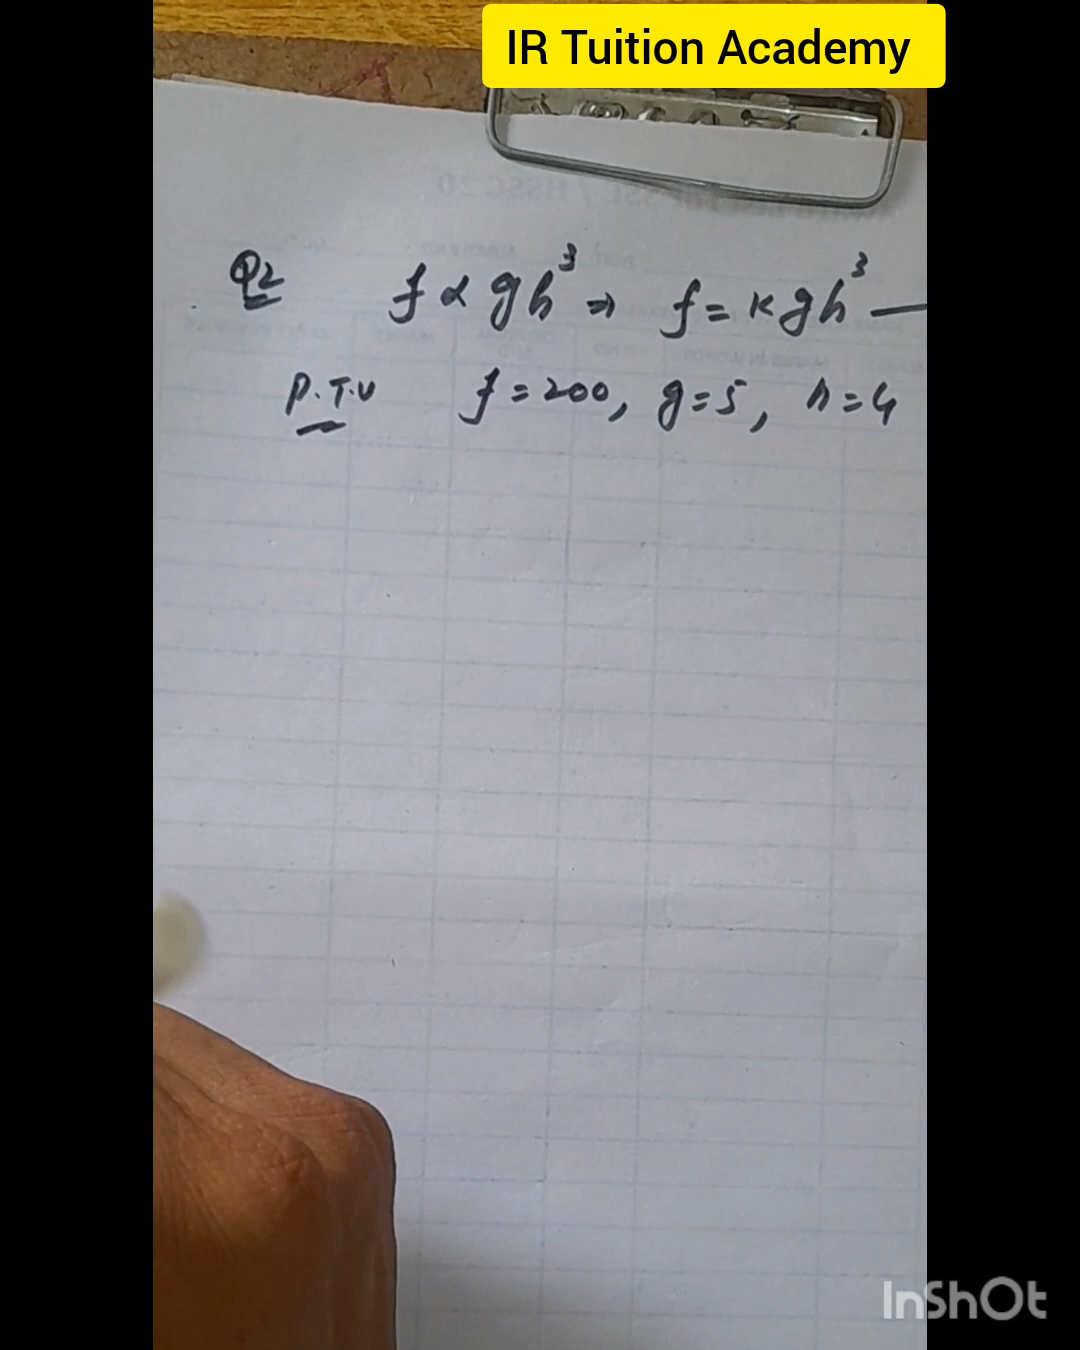 IR Tuition Academy
Q2 f ∝ gh³ ⇒ f = kgh³ —
P.T.V f = 200, g = 5, h = 4
InShOt